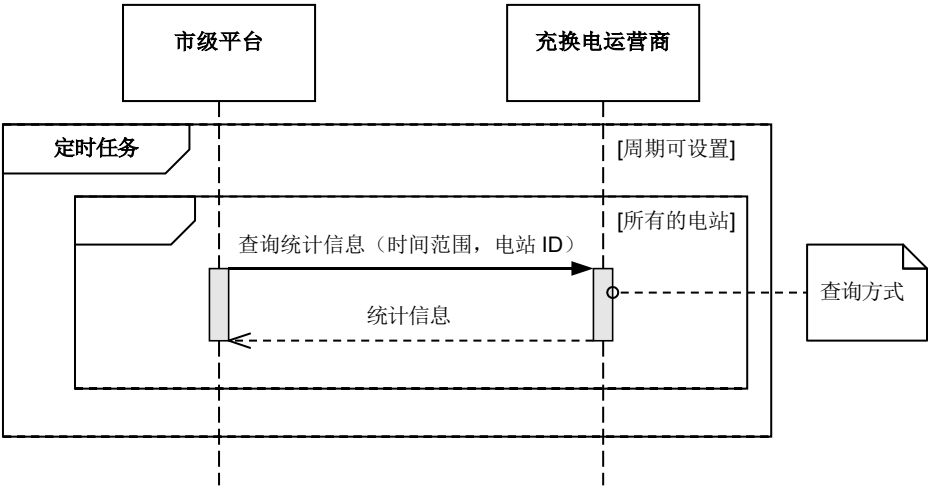 市级平台
充换电运营商
定时任务
[周期可设置]
[所有的电站]
查询统计信息（时间范围，电站 ID）
查询方式
统计信息